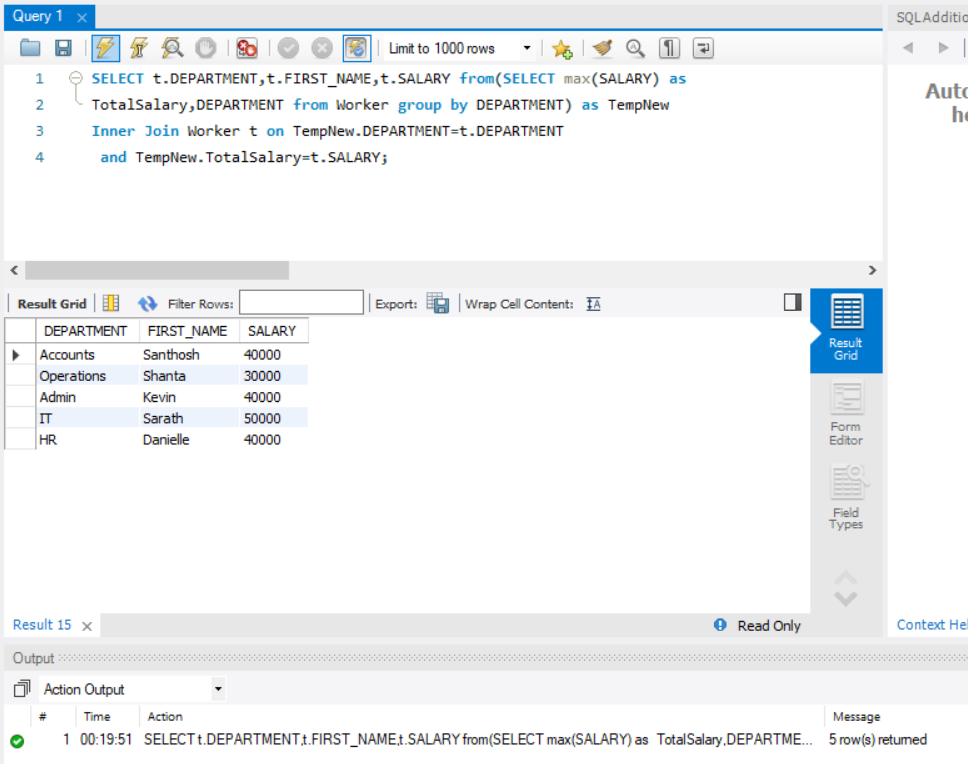 Query 1
SQLAdditio
Limit to 1000 rows
1 SELECT t.DEPARTMENT,t.FIRST_NAME,t.SALARY from(SELECT max(SALARY) as
2 TotalSalary,DEPARTMENT from Worker group by DEPARTMENT) as TempNew
3 Inner Join Worker t on TempNew.DEPARTMENT=t.DEPARTMENT
4 and TempNew.TotalSalary=t.SALARY;
Auto
he
Result Grid Filter Rows: Export: Wrap Cell Content: IA
DEPARTMENT FIRST_NAME SALARY
Accounts Santhosh 40000
Operations Shanta 30000
Admin Kevin 40000
IT Sarath 50000
HR Danielle 40000
Result
Grid
Form
Editor
Field
Types
Result 15 Read Only
Context Hel
Output
Action Output
# Time Action Message
1 00:19:51 SELECT t.DEPARTMENT,t.FIRST_NAME,t.SALARY from(SELECT max(SALARY) as TotalSalary,DEPARTME... 5 row(s) returned